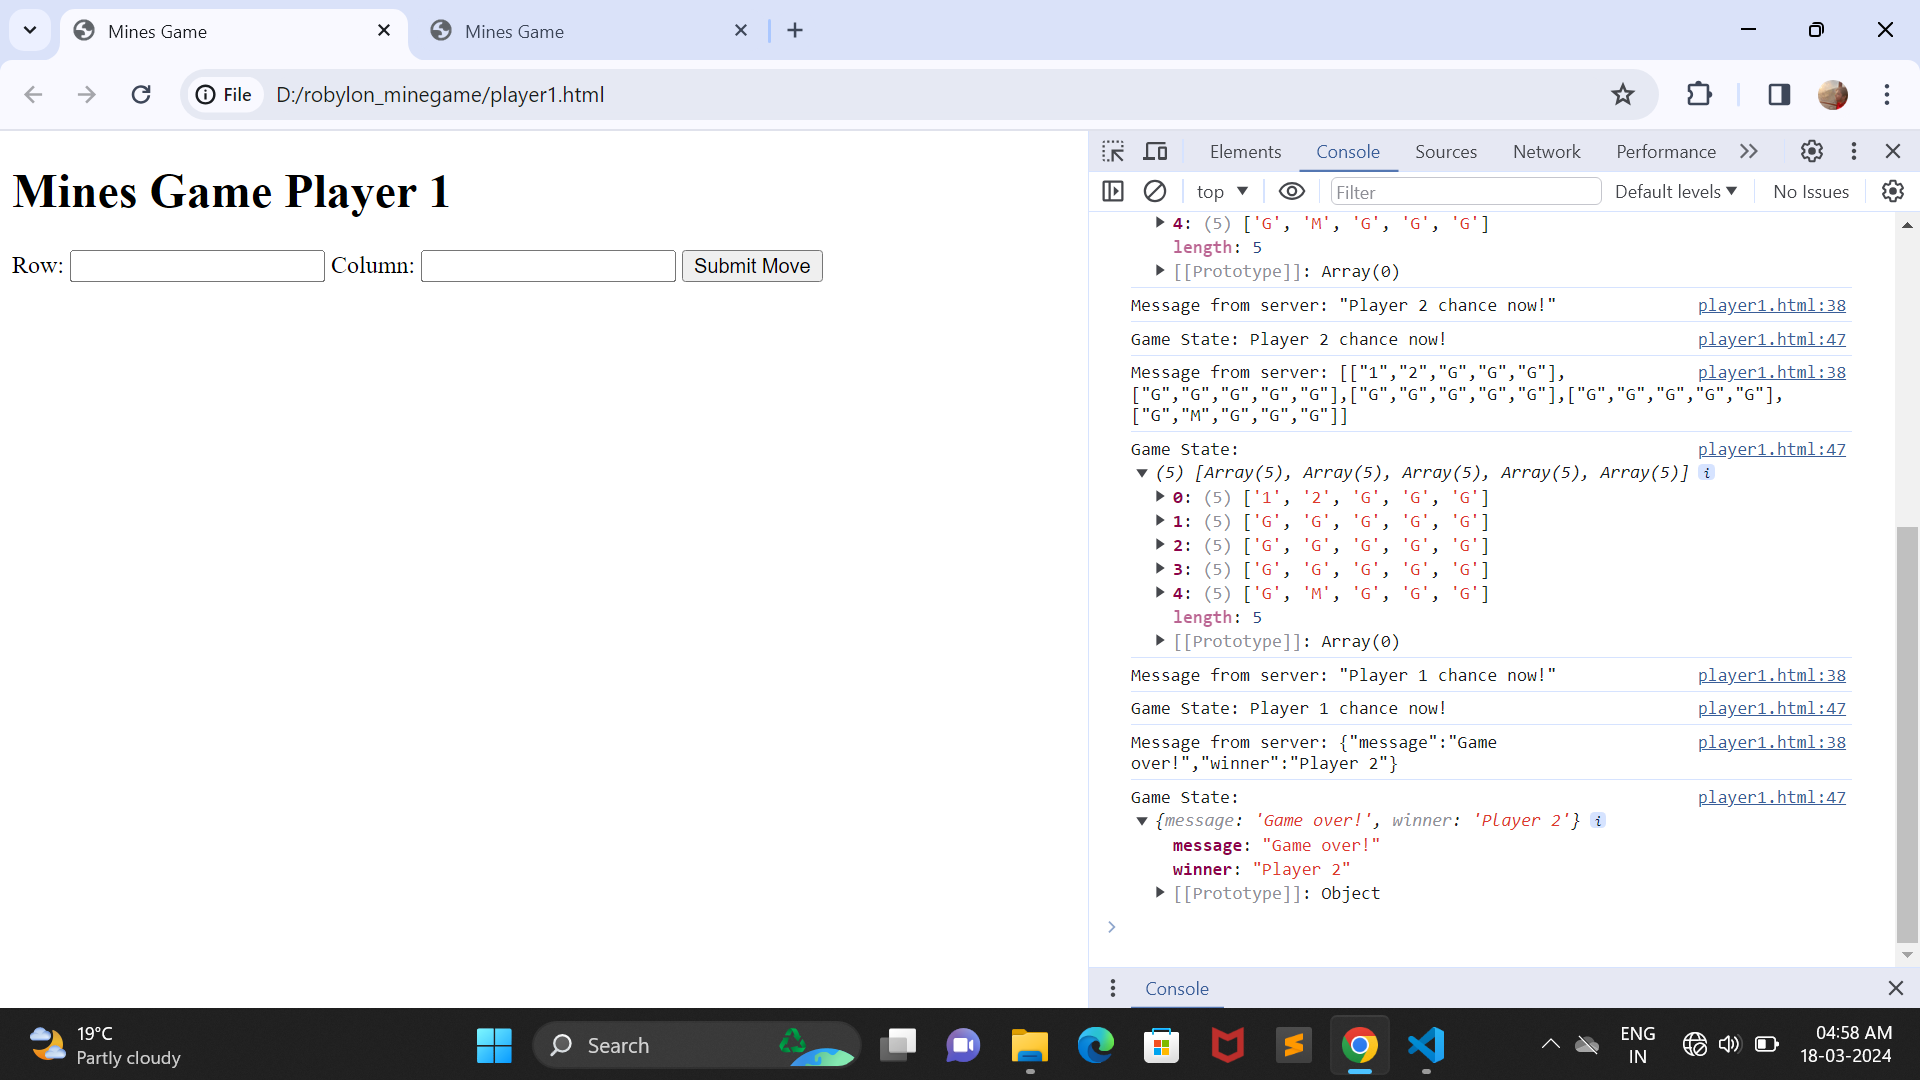 Mines Game
Mines Game
File D:/robylon_minegame/player1.html
Mines Game Player 1
Row: Column: Submit Move
Elements Console Sources Network Performance
top Filter Default levels No Issues
4: (5) ['G', 'M', 'G', 'G', 'G']
length: 5
[[Prototype]]: Array(0)
Message from server: "Player 2 chance now!" player1.html:38
Game State: Player 2 chance now! player1.html:47
Message from server: [["1","2","G","G","G"], player1.html:38
["G","G","G","G","G"],["G","G","G","G","G"],["G","G","G","G","G"],
["G","M","G","G","G"]]
Game State: player1.html:47
(5) [Array(5), Array(5), Array(5), Array(5), Array(5)] i
0: (5) ['1', '2', 'G', 'G', 'G']
1: (5) ['G', 'G', 'G', 'G', 'G']
2: (5) ['G', 'G', 'G', 'G', 'G']
3: (5) ['G', 'G', 'G', 'G', 'G']
4: (5) ['G', 'M', 'G', 'G', 'G']
length: 5
[[Prototype]]: Array(0)
Message from server: "Player 1 chance now!" player1.html:38
Game State: Player 1 chance now! player1.html:47
Message from server: {"message":"Game player1.html:38
over!","winner":"Player 2"}
Game State: player1.html:47
{message: 'Game over!', winner: 'Player 2'} i
message: "Game over!"
winner: "Player 2"
[[Prototype]]: Object
Console
19°C
Partly cloudy
Search
ENG
IN
04:58 AM
18-03-2024